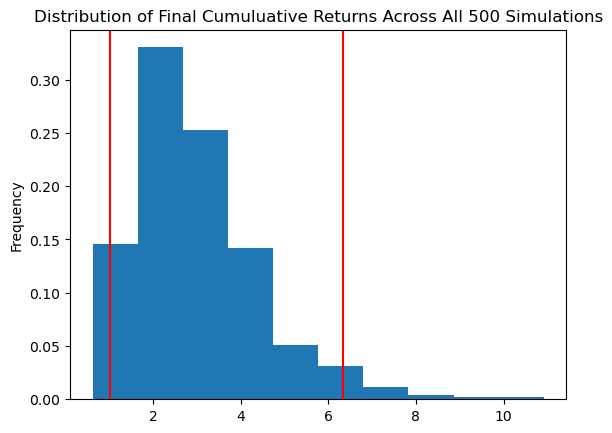 Distribution of Final Cumuluative Returns Across All 500 Simulations
Frequency
0.30
0.25
0.20
0.15
0.10
0.05
0.00
2 4 6 8 10